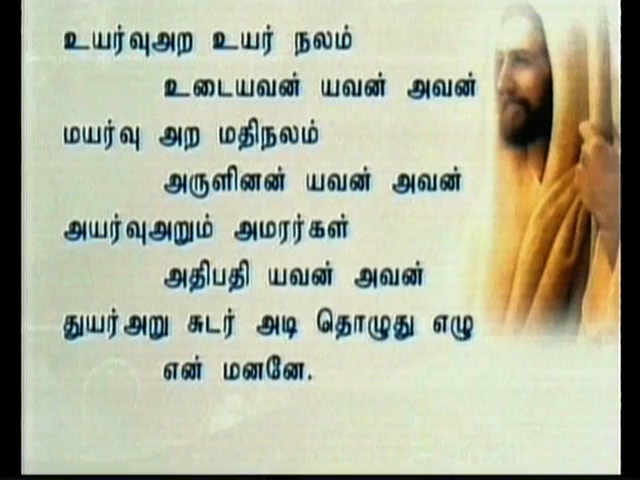 உயர்வுஅற உயர் நலம்
உடையவன் யவன் அவன்
மயர்வு அற மதிநலம்
அருளினன் யவன் அவன்
அயர்வுஅறும் அமரர்கள்
அதிபதி யவன் அவன்
துயர்அறு சுடர் அடி தொழுது எழு
என் மனனே.